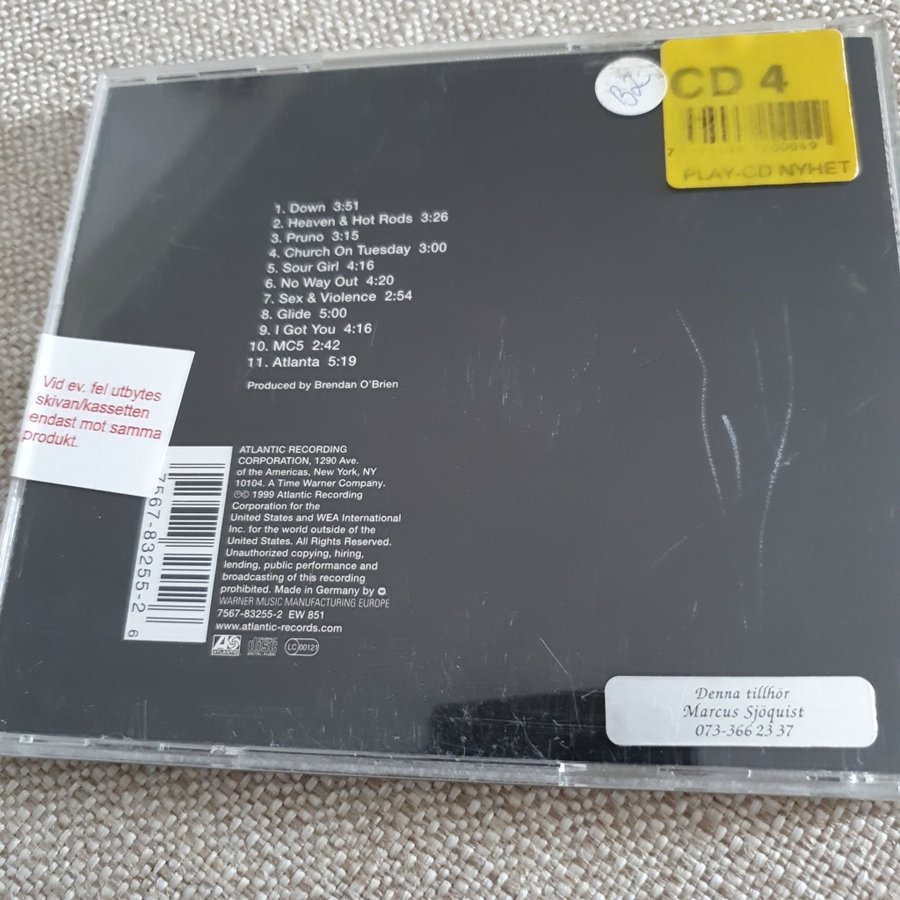 B2
CD 4
PLAY-CD NYHET
1. Down 3:51
2. Heaven & Hot Rods 3:26
3. Pruno 3:15
4. Church On Tuesday 3:00
5. Sour Girl 4:16
6. No Way Out 4:20
7. Sex & Violence 2:54
8. Glide 5:00
9. I Got You 4:16
10. MC5 2:42
11. Atlanta 5:19
Produced by Brendan O'Brien
Vid ev. fel utbytes
skivan/kassetten
endast mot samma
produkt.
7567-83255-2 6
ATLANTIC RECORDING
CORPORATION, 1290 Ave.
of the Americas, New York, NY
10104. A Time Warner Company.
℗© 1999 Atlantic Recording
Corporation for the
United States and WEA International
Inc. for the world outside of the
United States. All Rights Reserved.
Unauthorized copying, hiring,
lending, public performance and
broadcasting of this recording
prohibited. Made in Germany by
WARNER MUSIC MANUFACTURING EUROPE
7567-83255-2 EW 851
www.atlantic-records.com
ATLANTIC
disc
LC 00121
Denna tillhör
Marcus Sjöquist
073-366 23 37